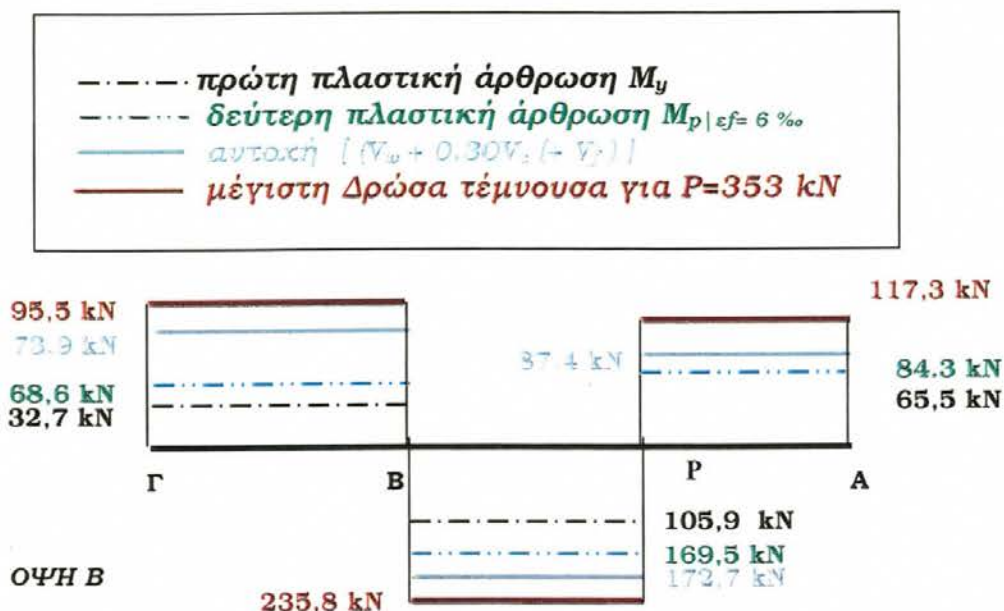 πρώτη πλαστική άρθρωση My
δεύτερη πλαστική άρθρωση Mp|εf= 6 ‰
αντοχή
μέγιστη Δρώσα τέμνουσα για P=353 kN
95,5 kN
117,3 kN
73.9 kN
87.4 kN
68,6 kN
84.3 kN
32,7 kN
65,5 kN
Γ
B
P
A
105,9 kN
169,5 kN
172,7 kN
ΟΨΗ Β
235,8 kN